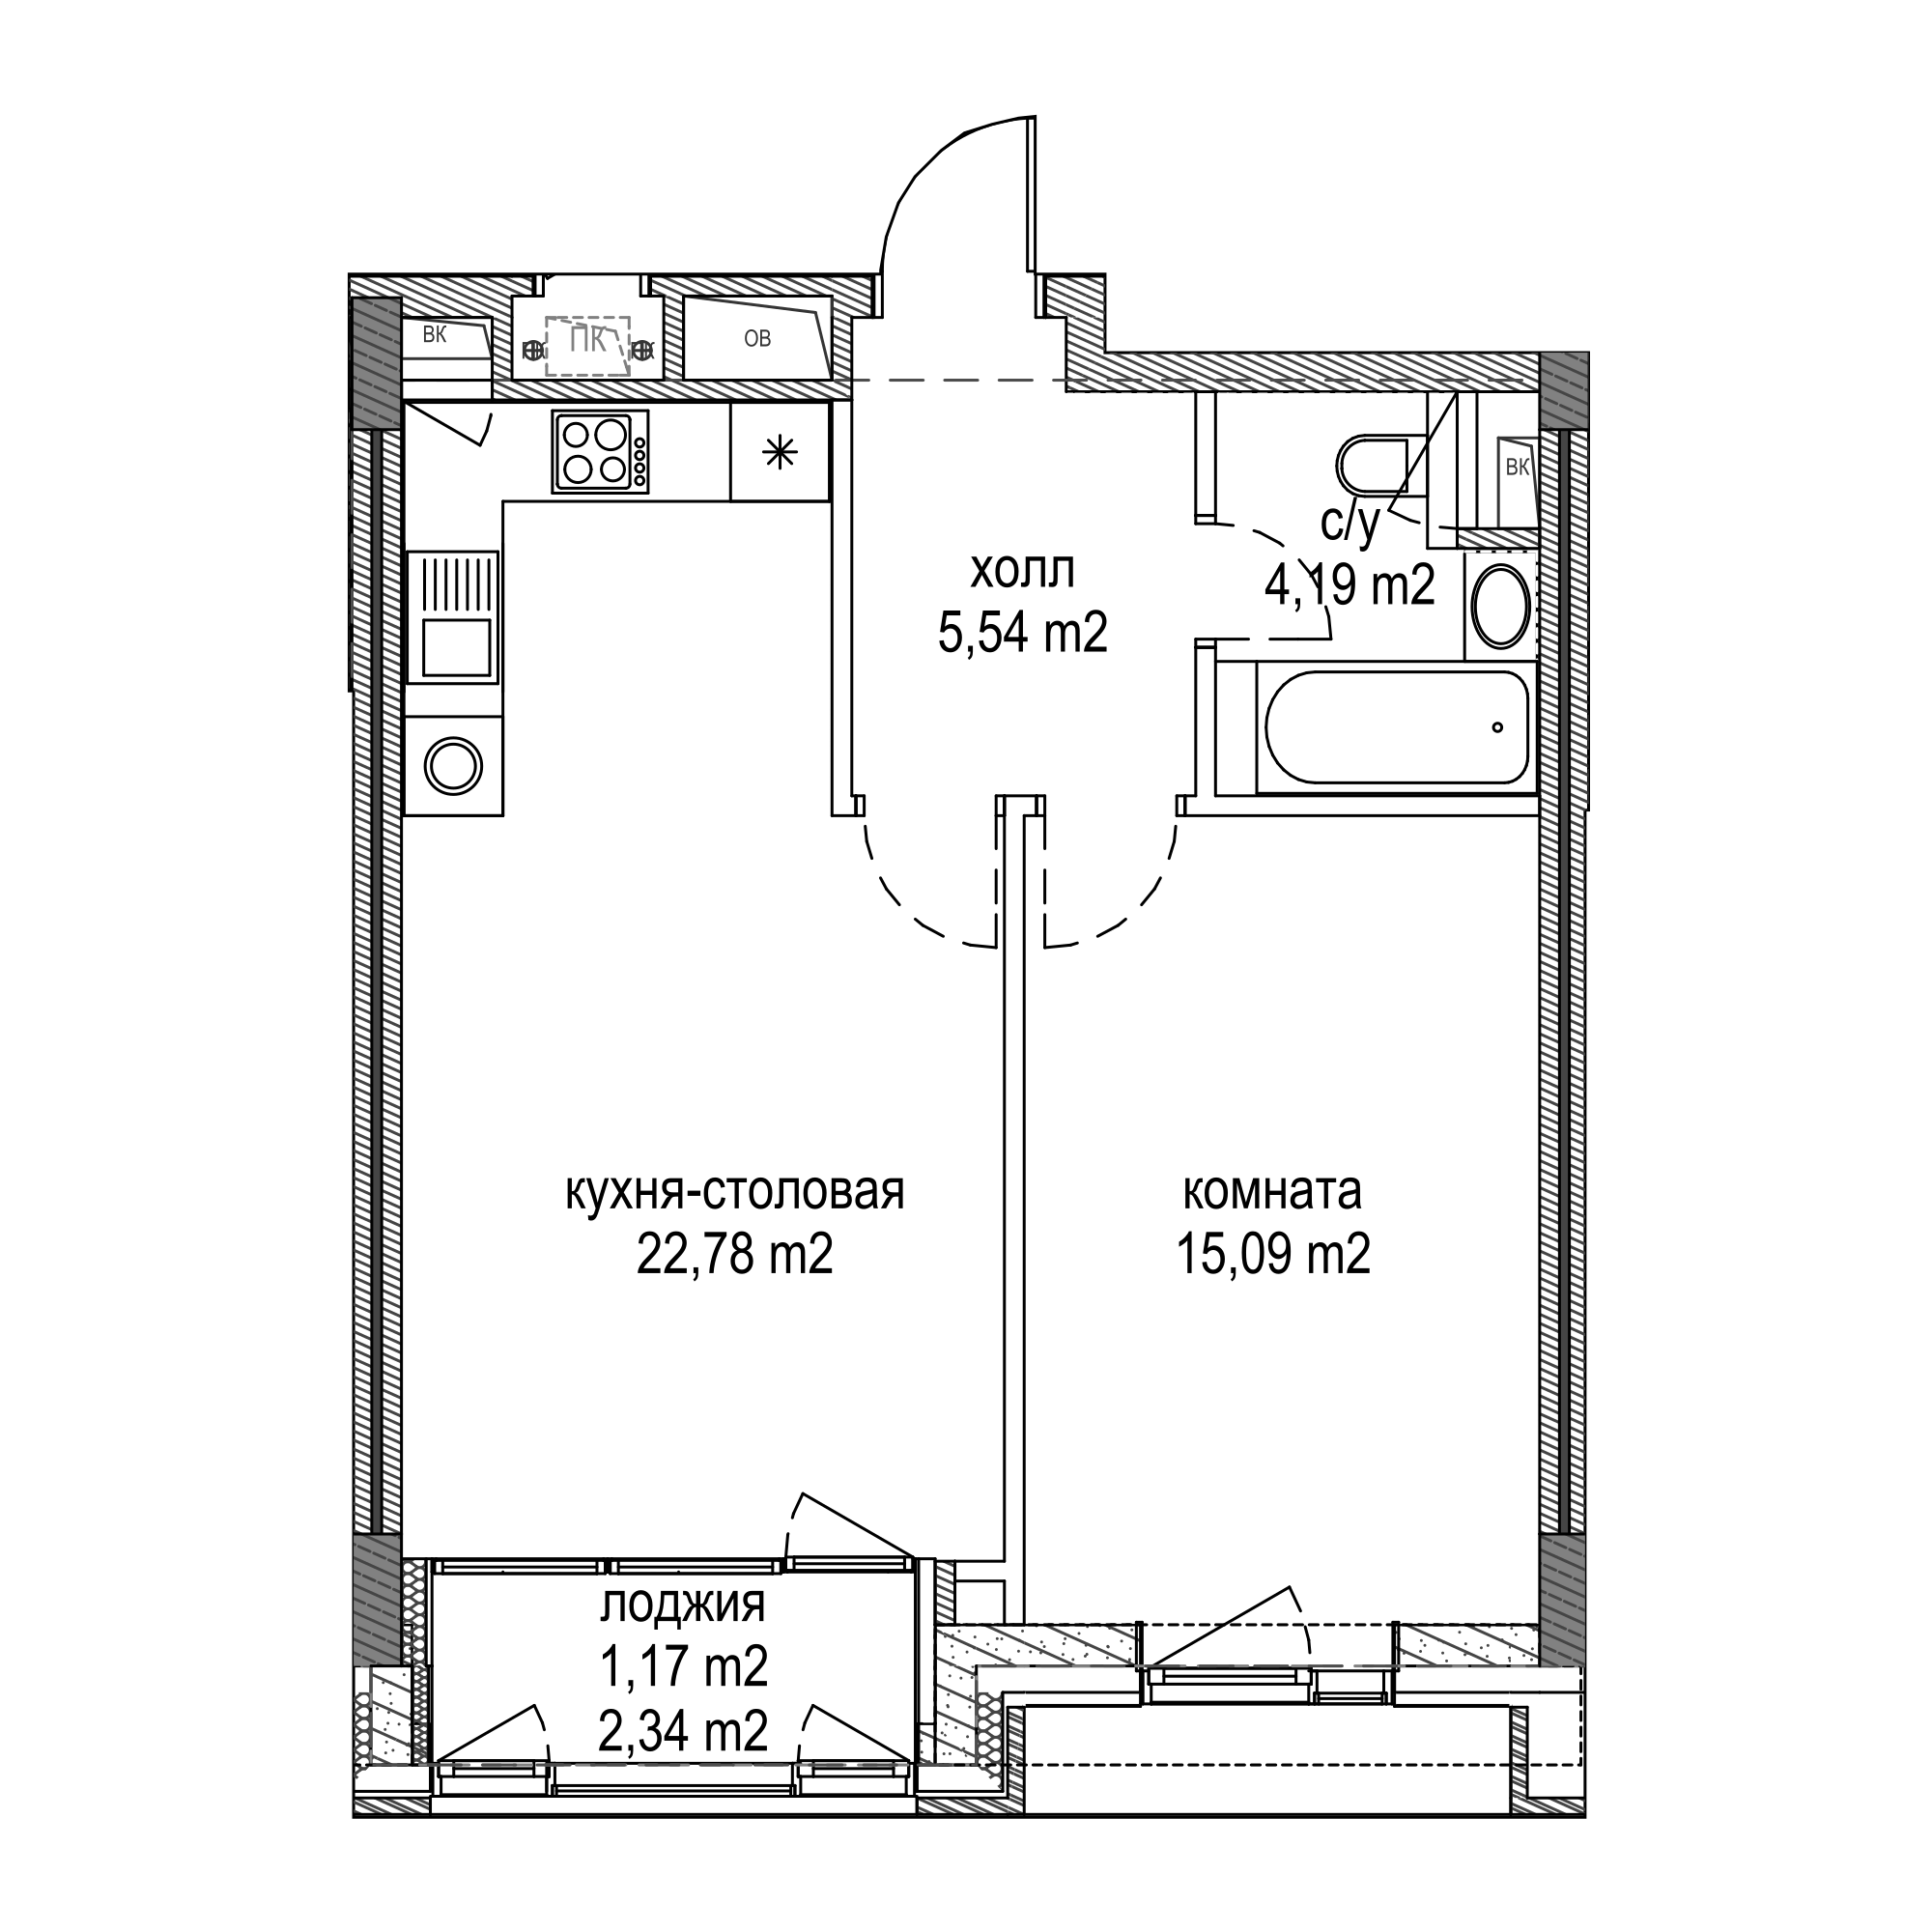 ВК
ПК
ОВ
ВК
с/у
4,19 m2
холл
5,54 m2
кухня-столовая
22,78 m2
комната
15,09 m2
лоджия
1,17 m2
2,34 m2